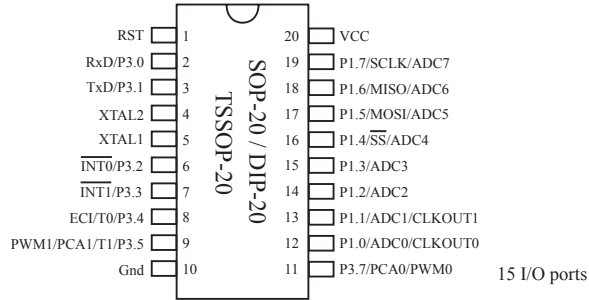 RST 1
RxD/P3.0 2
TxD/P3.1 3
XTAL2 4
XTAL1 5
INT0/P3.2 6
INT1/P3.3 7
ECI/T0/P3.4 8
PWM1/PCA1/T1/P3.5 9
Gnd 10
SOP-20 / DIP-20
TSSOP-20
20 VCC
19 P1.7/SCLK/ADC7
18 P1.6/MISO/ADC6
17 P1.5/MOSI/ADC5
16 P1.4/SS/ADC4
15 P1.3/ADC3
14 P1.2/ADC2
13 P1.1/ADC1/CLKOUT1
12 P1.0/ADC0/CLKOUT0
11 P3.7/PCA0/PWM0
15 I/O ports